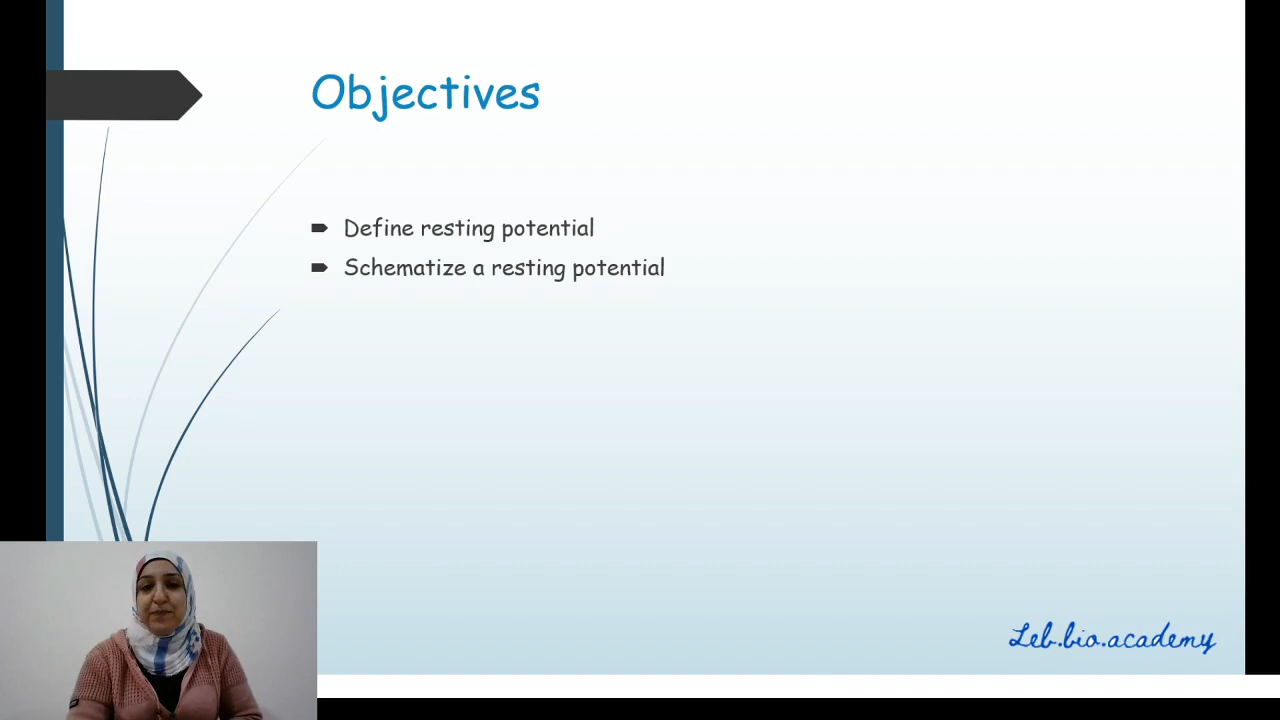 Objectives
Define resting potential
Schematize a resting potential
Leb.bio.academy